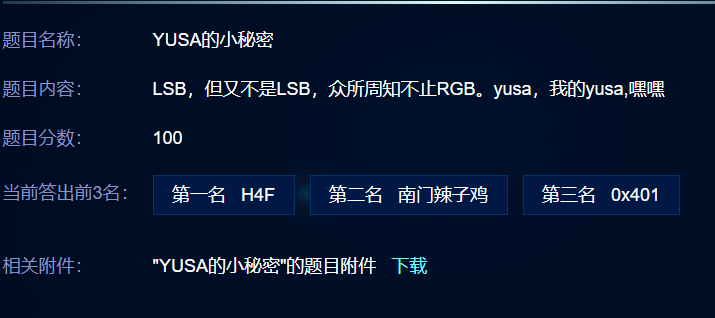 题目名称： YUSA的小秘密
题目内容： LSB，但又不是LSB，众所周知不止RGB。yusa，我的yusa,嘿嘿
题目分数： 100
当前答出前3名： 第一名 H4F 第二名 南门辣子鸡 第三名 0x401
相关附件： "YUSA的小秘密"的题目附件 下载